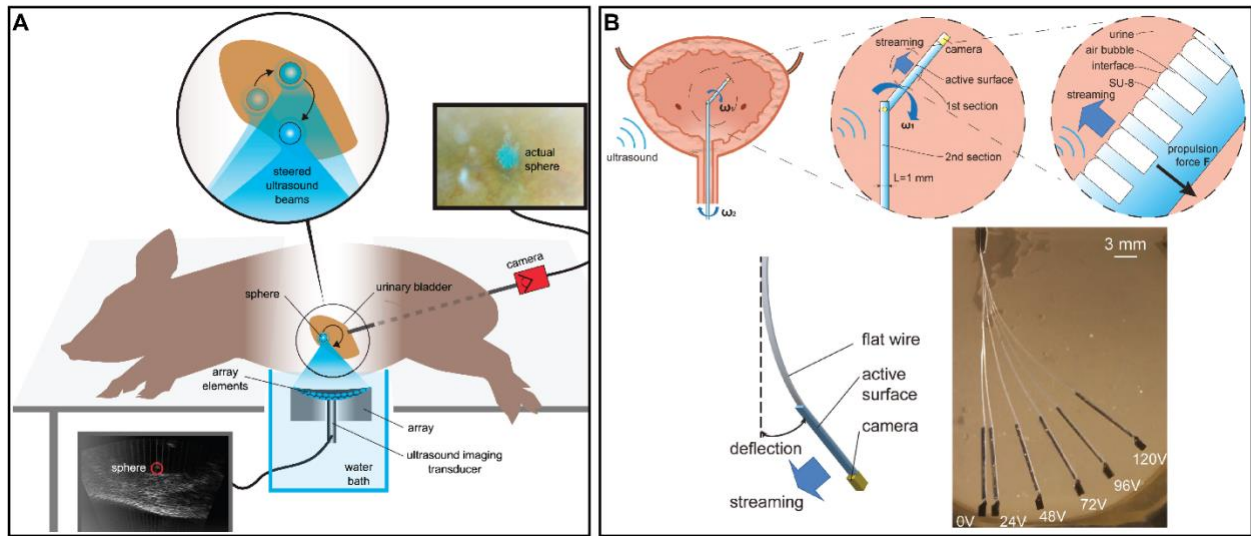 A
steered
ultrasound
beams
actual
sphere
camera
sphere
urinary bladder
array
elements
array
ultrasound imaging
transducer
sphere
water
bath
B
ultrasound
ω₁
ω₂
streaming
camera
active surface
1st section
ω₁
2nd section
L=1 mm
urine
air bubble
interface
SU-8
streaming
propulsion
force F
flat wire
active
surface
camera
deflection
streaming
3 mm
0V
24V
48V
72V
96V
120V